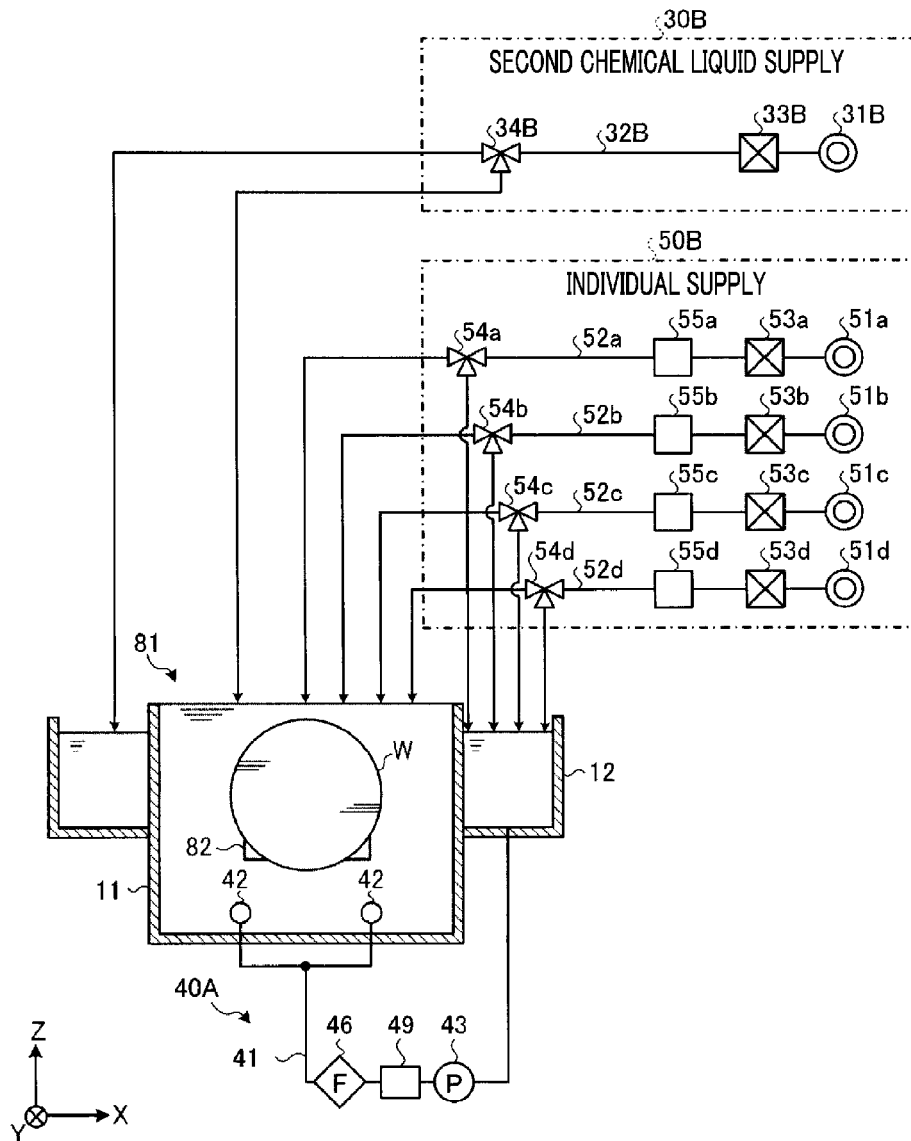 30B
SECOND CHEMICAL LIQUID SUPPLY
34B 32B 33B 31B
50B
INDIVIDUAL SUPPLY
54a 52a 55a 53a 51a
54b 52b 55b 53b 51b
54c 52c 55c 53c 51c
54d 52d 55d 53d 51d
81
W
12
82
11 42 42
40A
46 49 43
41 F P
Z
X
Y